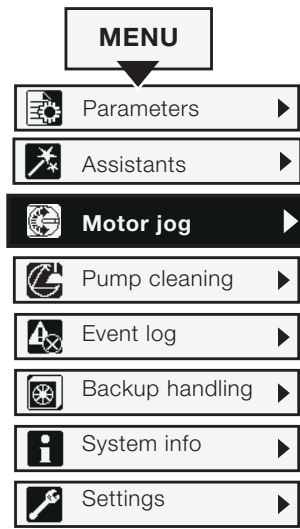 MENU
Parameters
Assistants
Motor jog
Pump cleaning
Event log
Backup handling
System info
Settings